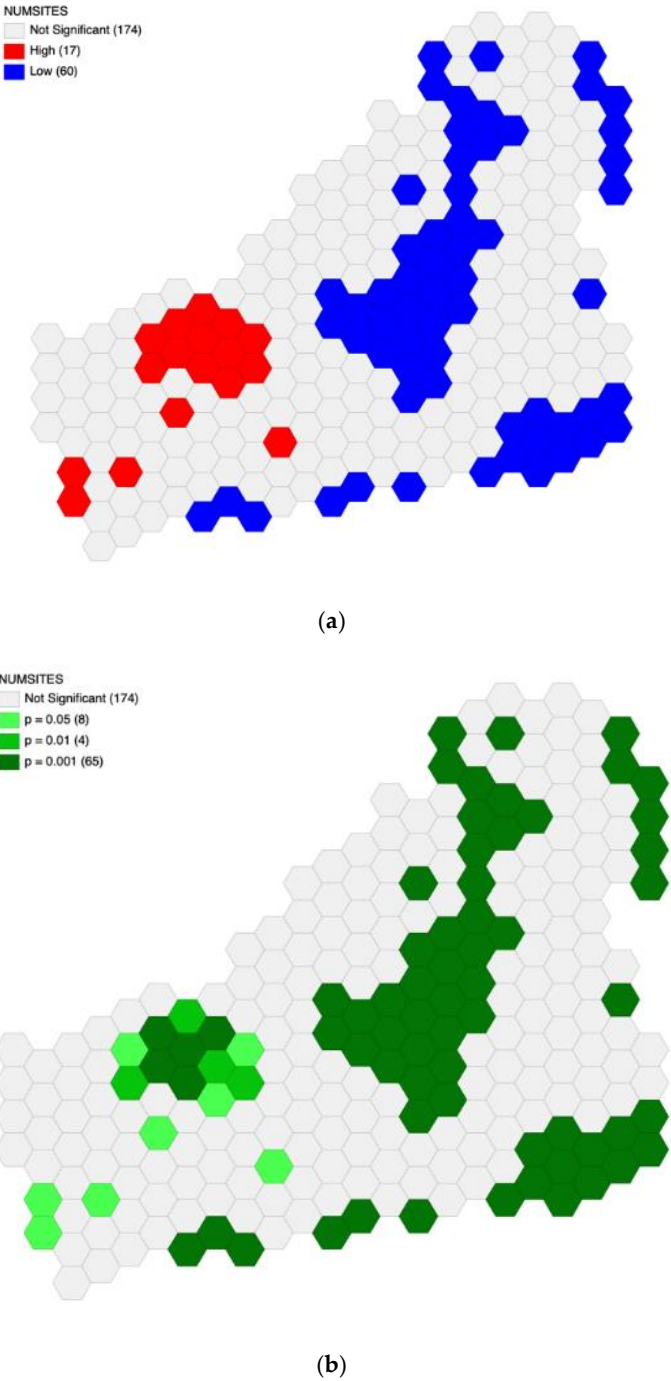 NUMSITES
Not Significant (174)
High (17)
Low (60)
(a)
NUMSITES
Not Significant (174)
p = 0.05 (8)
p = 0.01 (4)
p = 0.001 (65)
(b)